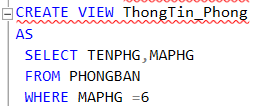 CREATE VIEW ThongTin_Phong
AS
SELECT TENPHG,MAPHG
FROM PHONGBAN
WHERE MAPHG =6